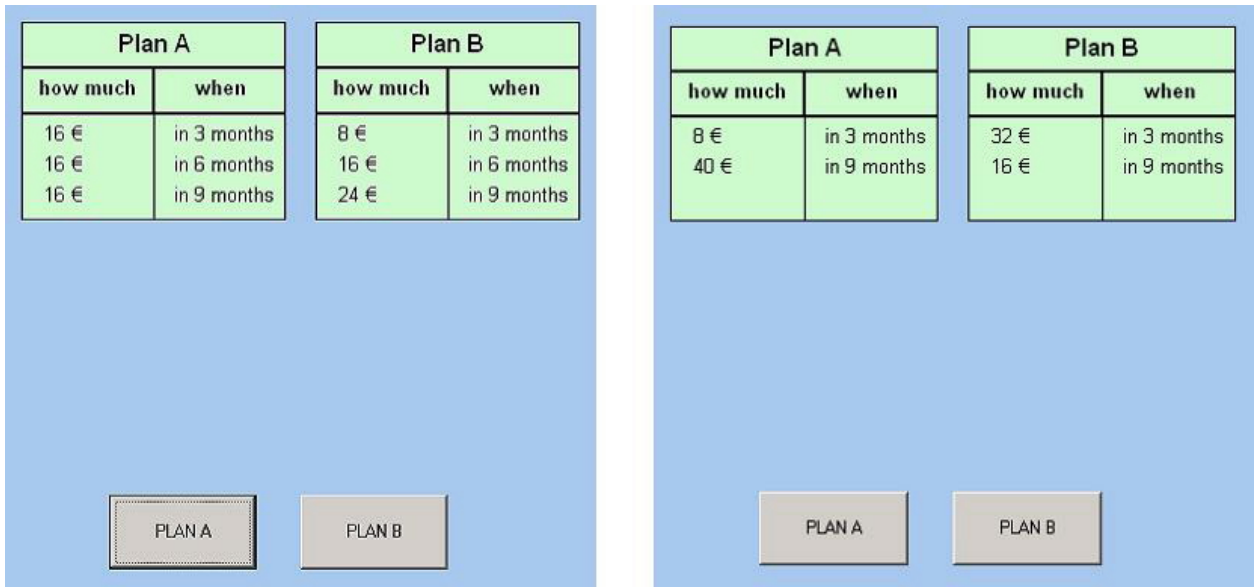 Plan A Plan B
how much when how much when
16 € in 3 months 8 € in 3 months
16 € in 6 months 16 € in 6 months
16 € in 9 months 24 € in 9 months
PLAN A PLAN B
Plan A Plan B
how much when how much when
8 € in 3 months 32 € in 3 months
40 € in 9 months 16 € in 9 months
PLAN A PLAN B